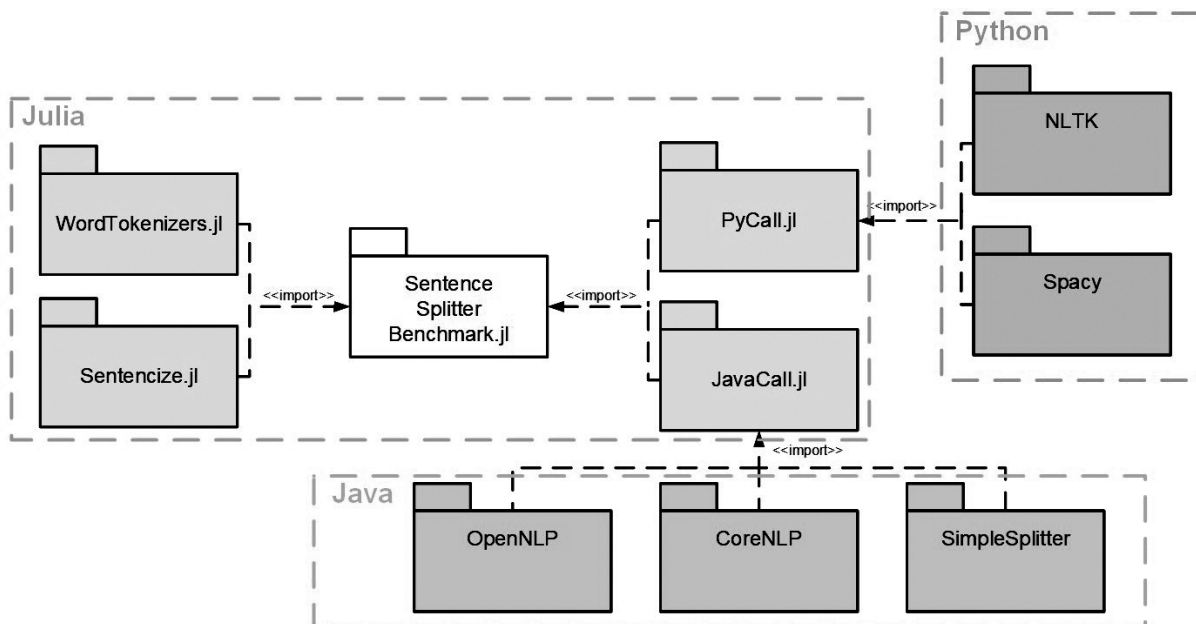 Python
NLTK
Julia
WordTokenizers.jl
PyCall.jl
<<import>>
Sentence
Splitter
Benchmark.jl
<<import>>
<<import>>
Spacy
Sentencize.jl
JavaCall.jl
<<import>>
Java
OpenNLP
CoreNLP
SimpleSplitter